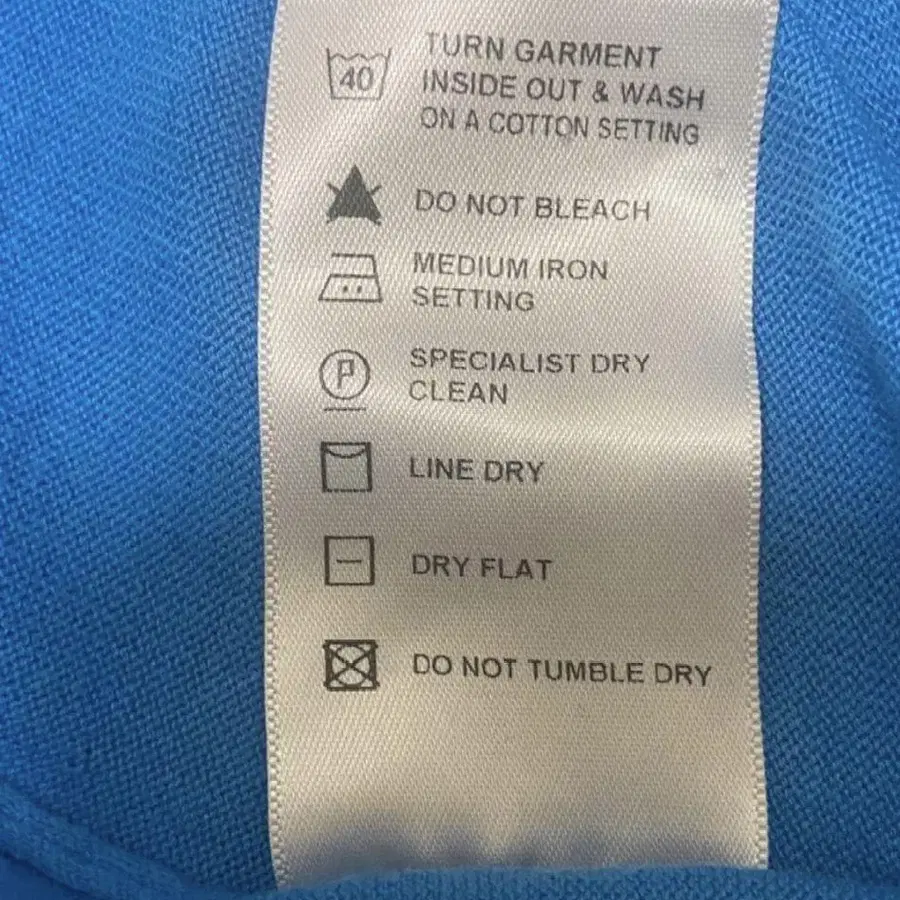 40
TURN GARMENT
INSIDE OUT & WASH
ON A COTTON SETTING
DO NOT BLEACH
MEDIUM IRON
SETTING
P
SPECIALIST DRY
CLEAN
LINE DRY
DRY FLAT
DO NOT TUMBLE DRY